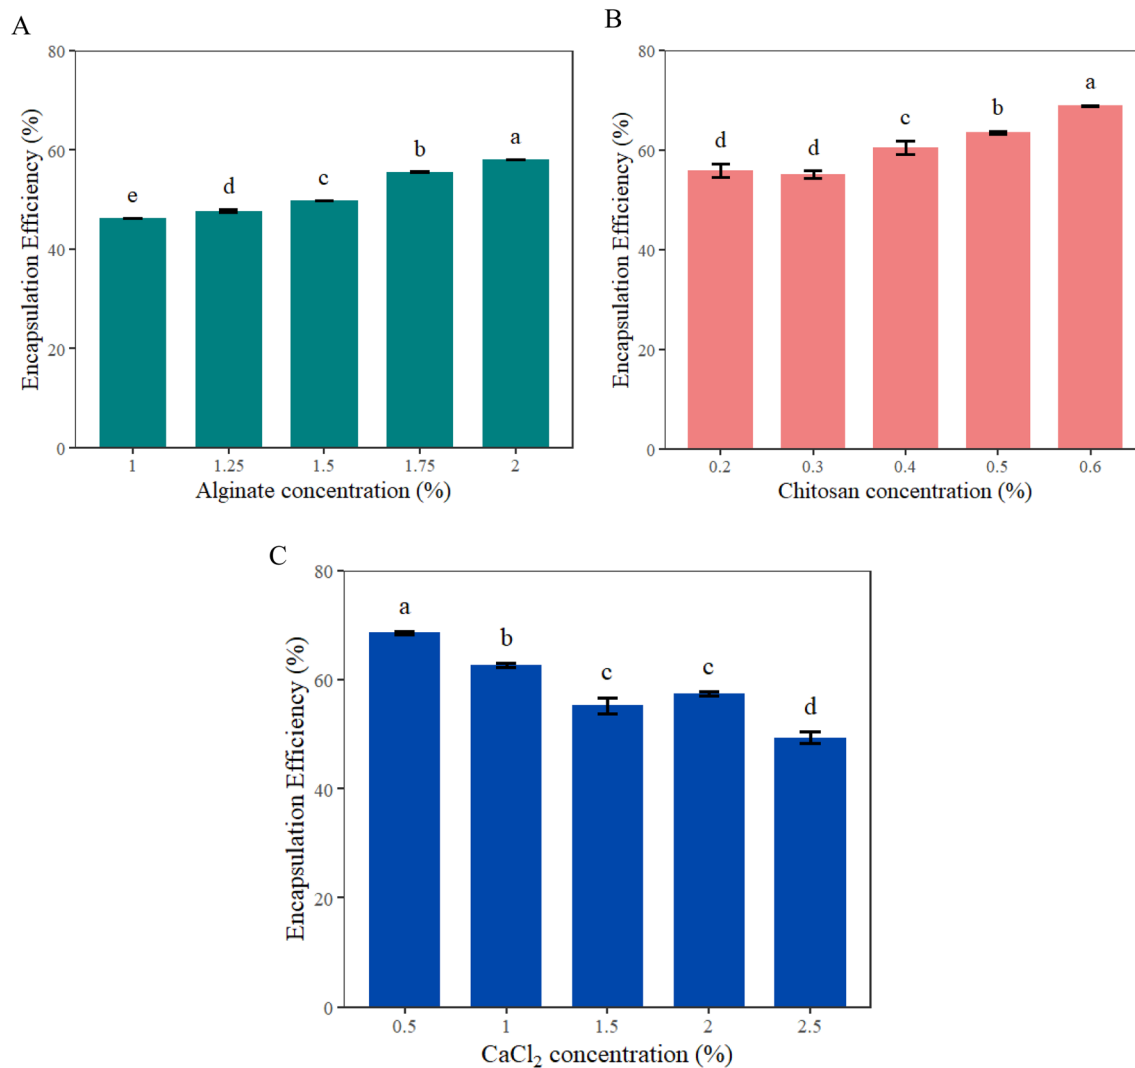 A
80
60
40
20
0
Encapsulation Efficiency (%)
e
d
c
b
a
1
1.25
1.5
1.75
2
Alginate concentration (%)
B
80
60
40
20
0
Encapsulation Efficiency (%)
d
d
c
b
a
0.2
0.3
0.4
0.5
0.6
Chitosan concentration (%)
C
80
60
40
20
0
Encapsulation Efficiency (%)
a
b
c
c
d
0.5
1
1.5
2
2.5
CaCl₂ concentration (%)